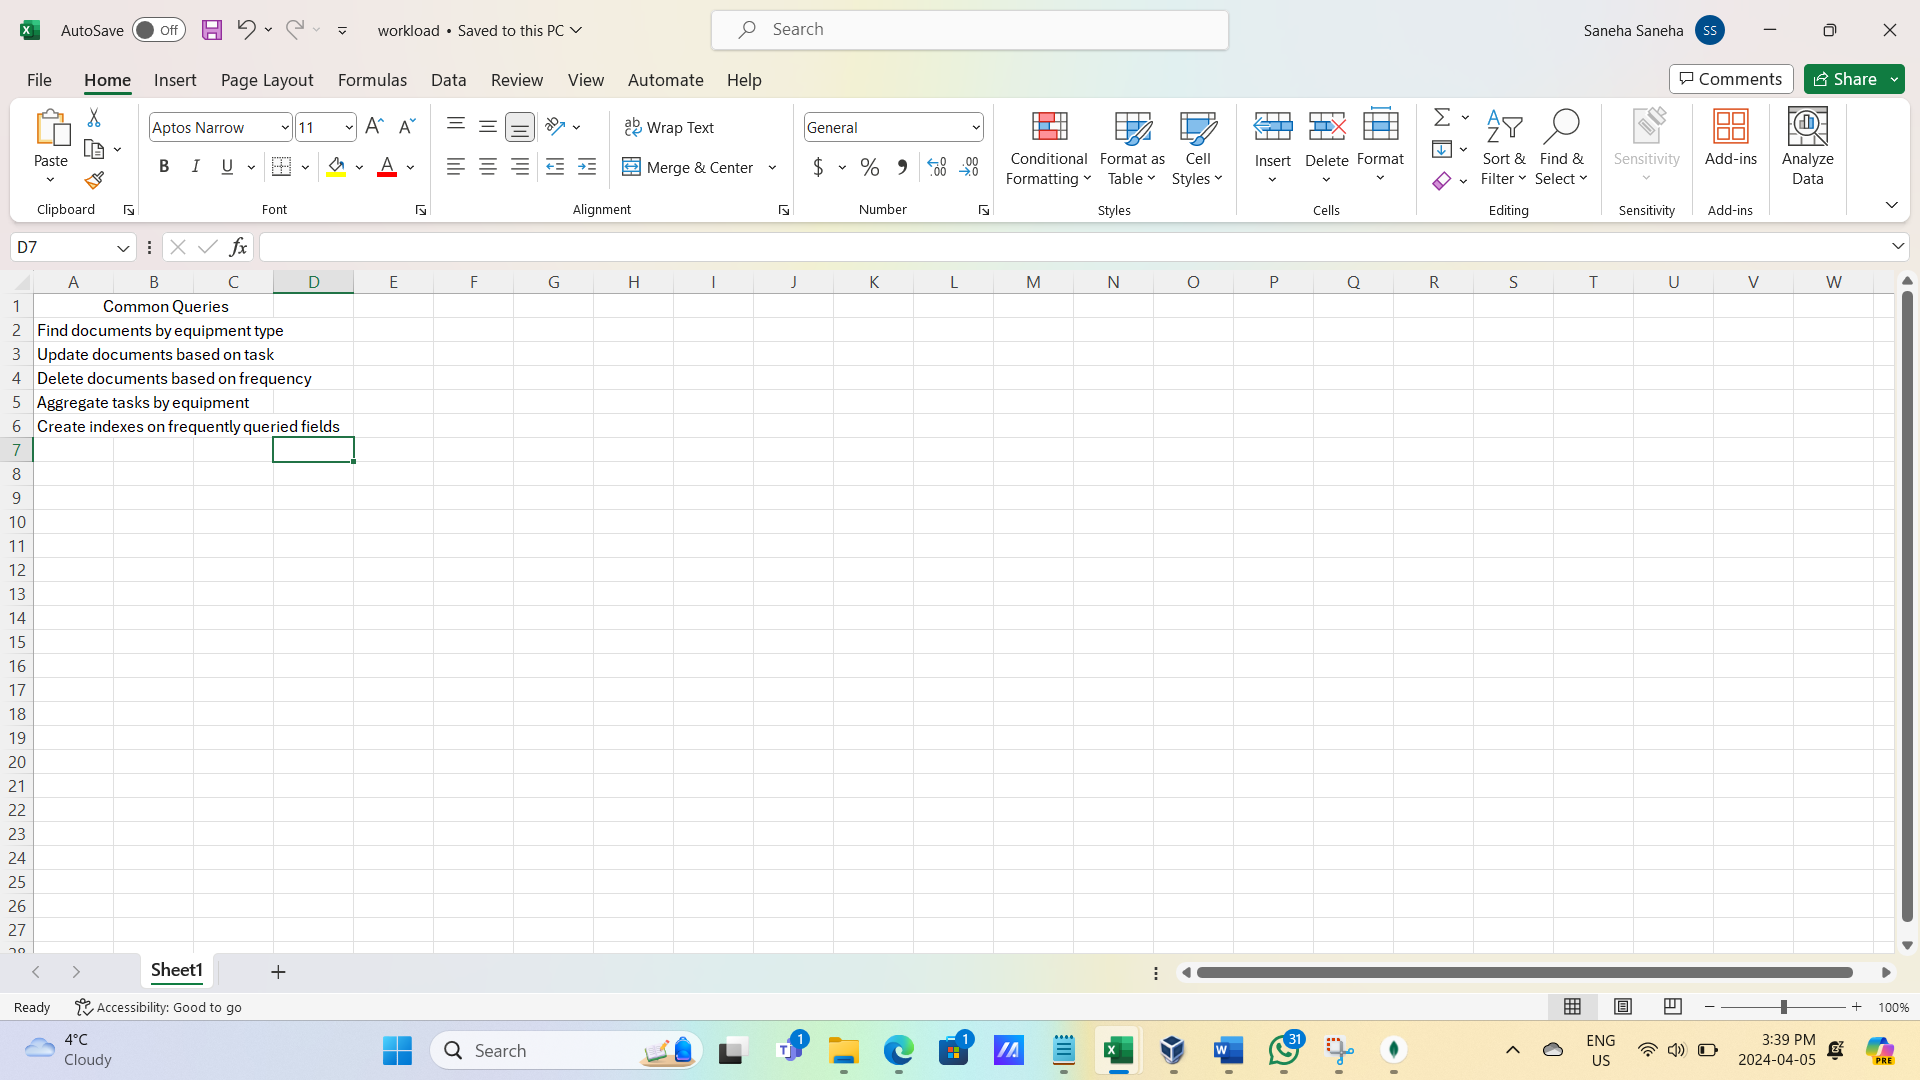 AutoSave Off workload • Saved to this PC Search Saneha Saneha SS
File Home Insert Page Layout Formulas Data Review View Automate Help Comments Share
Paste
Clipboard
Aptos Narrow 11
B I U A
Font
Wrap Text
Merge & Center
Alignment
General
$ % 
Number
Conditional Formatting
Format as Table
Cell Styles
Styles
Insert
Delete
Format
Cells
Sort & Filter
Find & Select
Editing
Sensitivity
Sensitivity
Add-ins
Add-ins
Analyze Data
D7 fx
A B C D E F G H I J K L M N O P Q R S T U V W
1 Common Queries
2 Find documents by equipment type
3 Update documents based on task
4 Delete documents based on frequency
5 Aggregate tasks by equipment
6 Create indexes on frequently queried fields
7
8
9
10
11
12
13
14
15
16
17
18
19
20
21
22
23
24
25
26
27
28
Sheet1
Ready Accessibility: Good to go 100%
4°C
Cloudy
Search
1
1
31
ENG
US
3:39 PM
2024-04-05
PRE